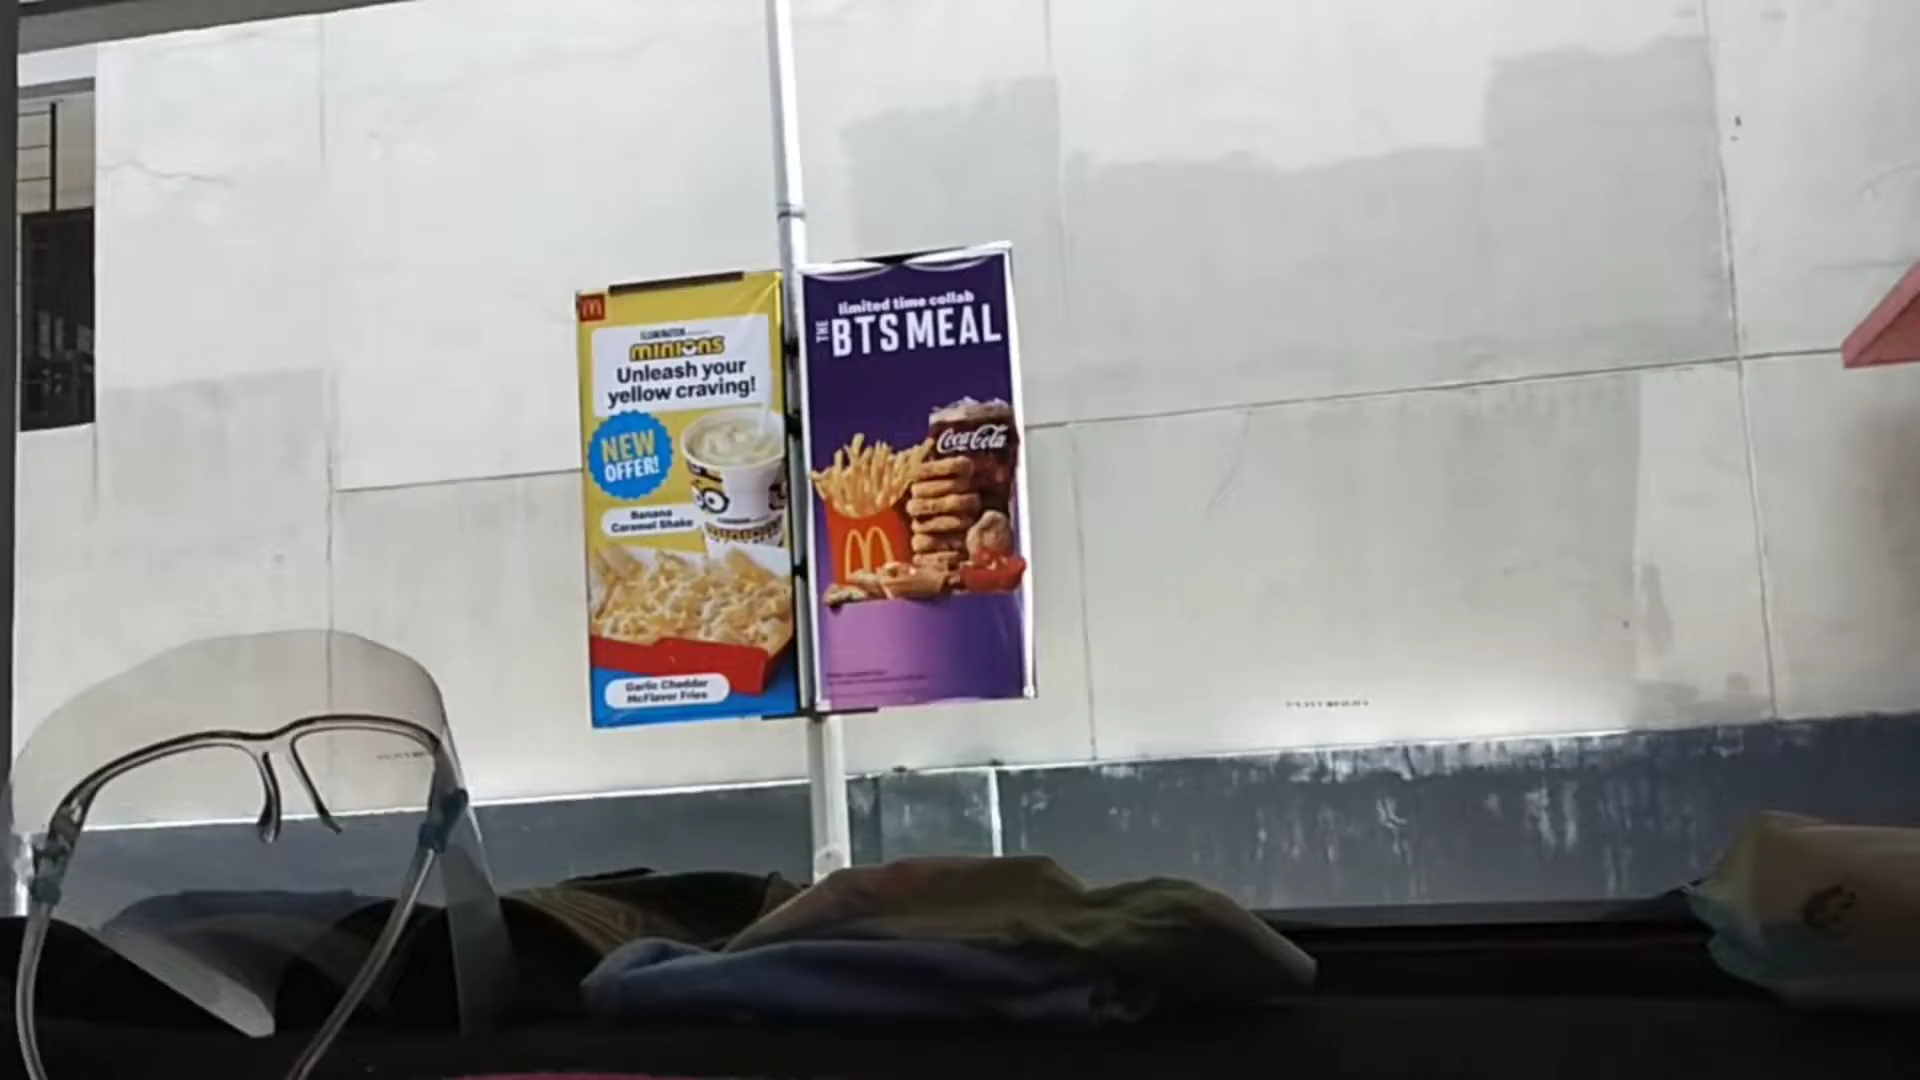 ILLUMINATION
MINIONS
Unleash your
yellow craving!
NEW
OFFER!
Banana
Caramel Shake
Garlic Cheddar
McFlavor Fries
limited time collab
THE BTS MEAL
Coca-Cola